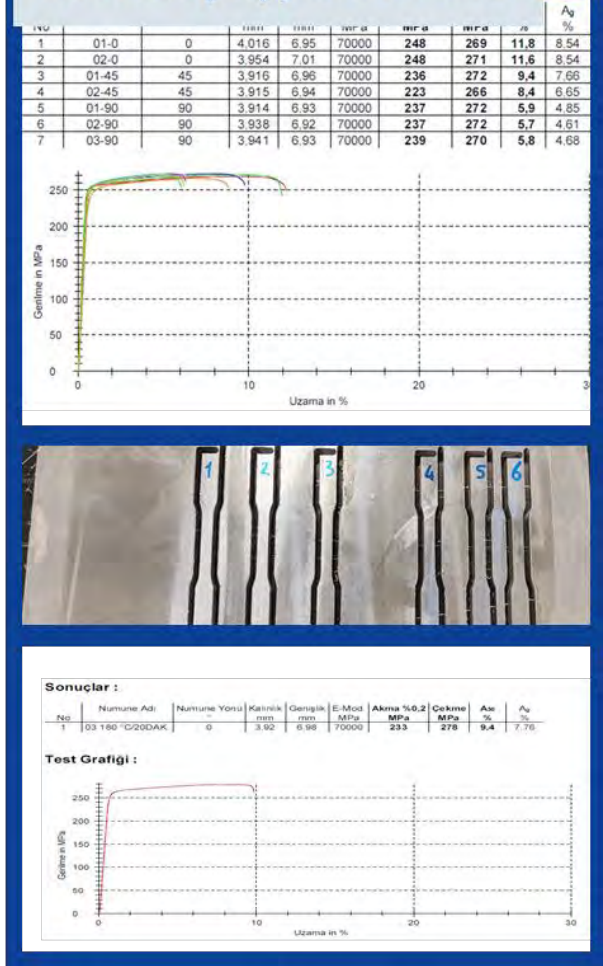 Ag
No mm mm MPa MPa MPa % %
1 01-0 0 4.016 6.95 70000 248 269 11,8 8.54
2 02-0 0 3.954 7.01 70000 248 271 11,6 8.54
3 01-45 45 3.916 6.96 70000 236 272 9,4 7.66
4 02-45 45 3.915 6.94 70000 223 266 8,4 6.65
5 01-90 90 3.914 6.93 70000 237 272 5,9 4.85
6 02-90 90 3.938 6.92 70000 237 272 5,7 4.61
7 03-90 90 3.941 6.93 70000 239 270 5,8 4.68
250
200
150
100
50
0
Gerilme in MPa
0 10 20 3
Uzama in %
1 2 3 4 5 6
Sonuçlar :
Numune Adı Numune Yönü Kalınlık Genişlik E-Mod Akma %0,2 Çekme Ag
No mm mm MPa MPa MPa % %
1 03 180 °C/20DAK 0 3.92 6.98 70000 233 278 9,4 7.76
Test Grafiği :
250
200
150
100
50
0
Gerilme in MPa
0 10 20 30
Uzama in %